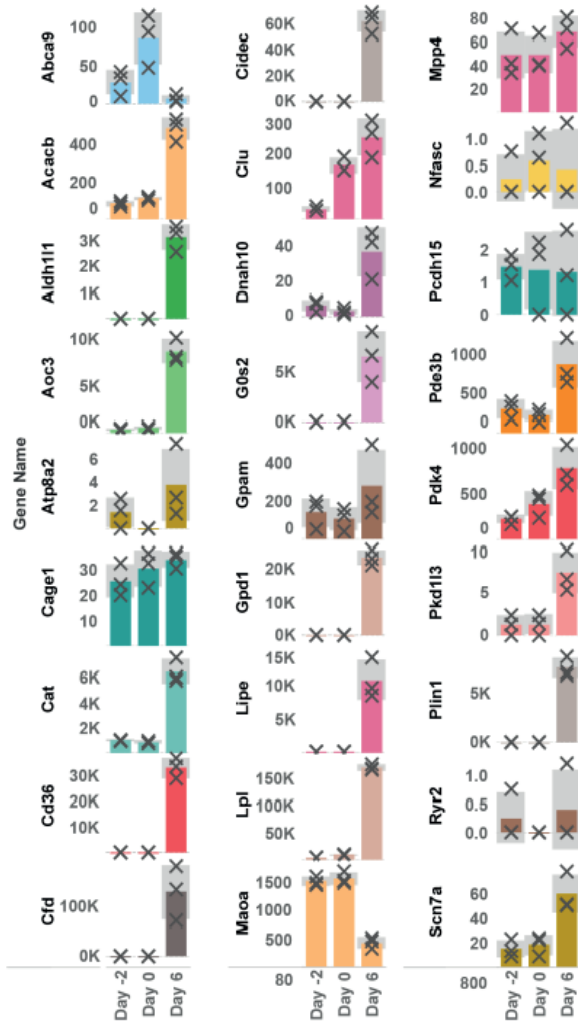 Gene Name
Abca9
100
50
0
Acacb
400
200
0
Aldh1l1
3K
2K
1K
Aoc3
10K
5K
0K
Atp8a2
6
4
2
Cage1
30
20
10
Cat
6K
4K
2K
Cd36
30K
20K
10K
Cfd
100K
0K
Day -2
Day 0
Day 6
Cidec
60K
40K
20K
0K
Clu
300
200
100
Dnah10
40
20
0
G0s2
5K
0K
Gpam
400
200
0
Gpd1
20K
10K
0K
Lipe
15K
10K
5K
Lpl
150K
100K
50K
Maoa
1500
1000
500
80
Day -2
Day 0
Day 6
Mpp4
80
60
40
20
Nfasc
1.0
0.5
0.0
Pcdh15
2
1
0
Pde3b
1000
500
0
Pdk4
1000
500
0
Pkd1l3
10
5
0
Plin1
5K
0K
Ryr2
1.0
0.5
0.0
Scn7a
60
40
20
800
Day -2
Day 0
Day 6